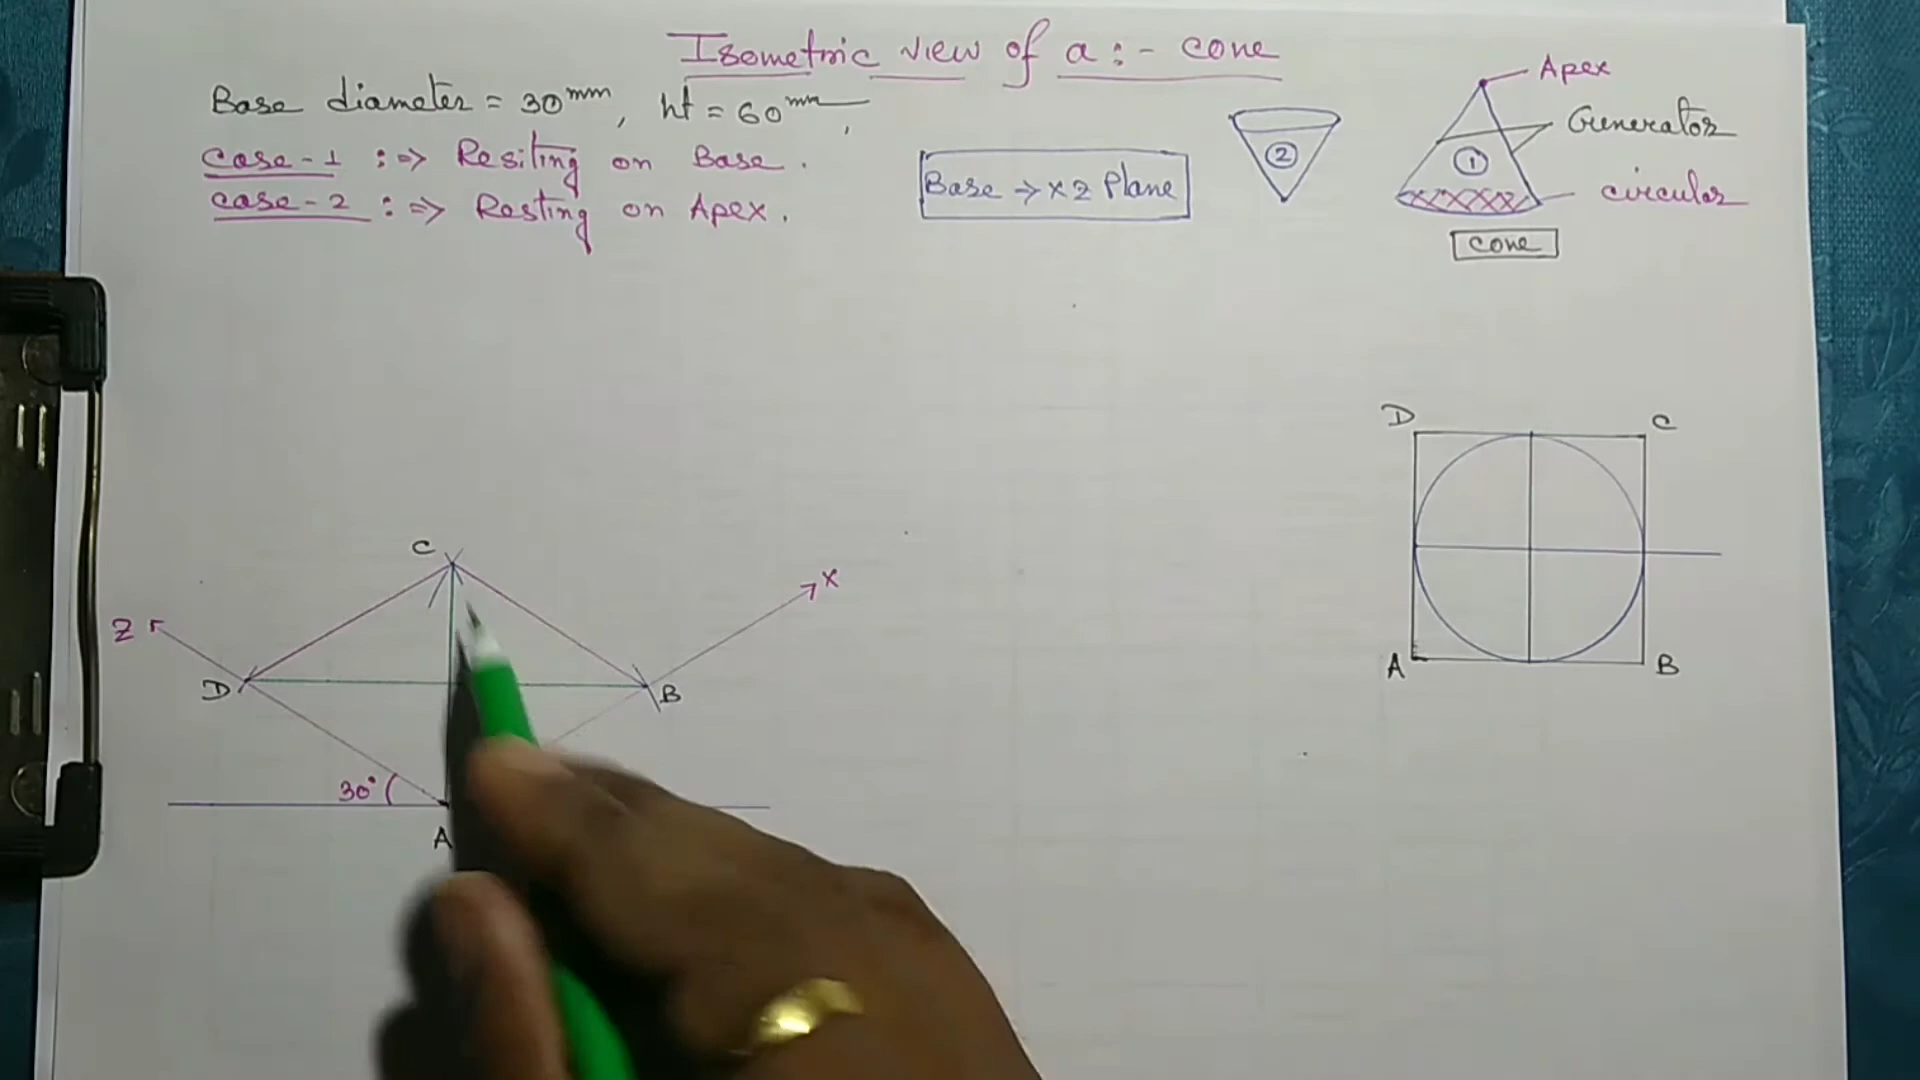 Isometric view of a :- cone
Base diameter = 30mm, ht = 60mm,
Case-1 :⇒ Resiting on Base.
Case-2 :⇒ Resting on Apex.
Base → xz Plane
2
Apex
Generator
1
circular
cone
D C
A B
C
X
Z
D B
30°
A